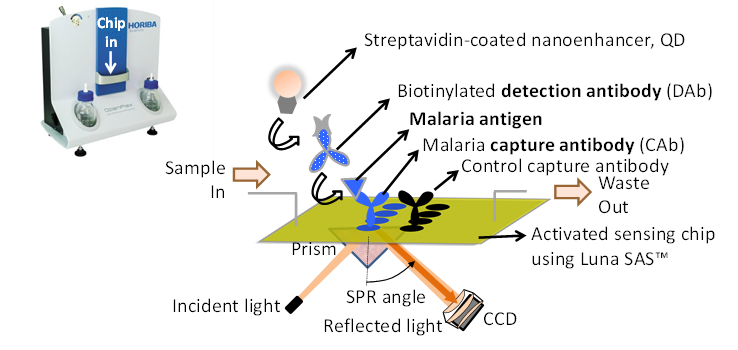 Chip
in
HORIBA
OpenPlex
Streptavidin-coated nanoenhancer, QD
Biotinylated detection antibody (DAb)
Malaria antigen
Malaria capture antibody (CAb)
Control capture antibody
Sample
In
Waste
Out
Activated sensing chip
using Luna SAS™
Prism
SPR angle
Incident light
Reflected light
CCD